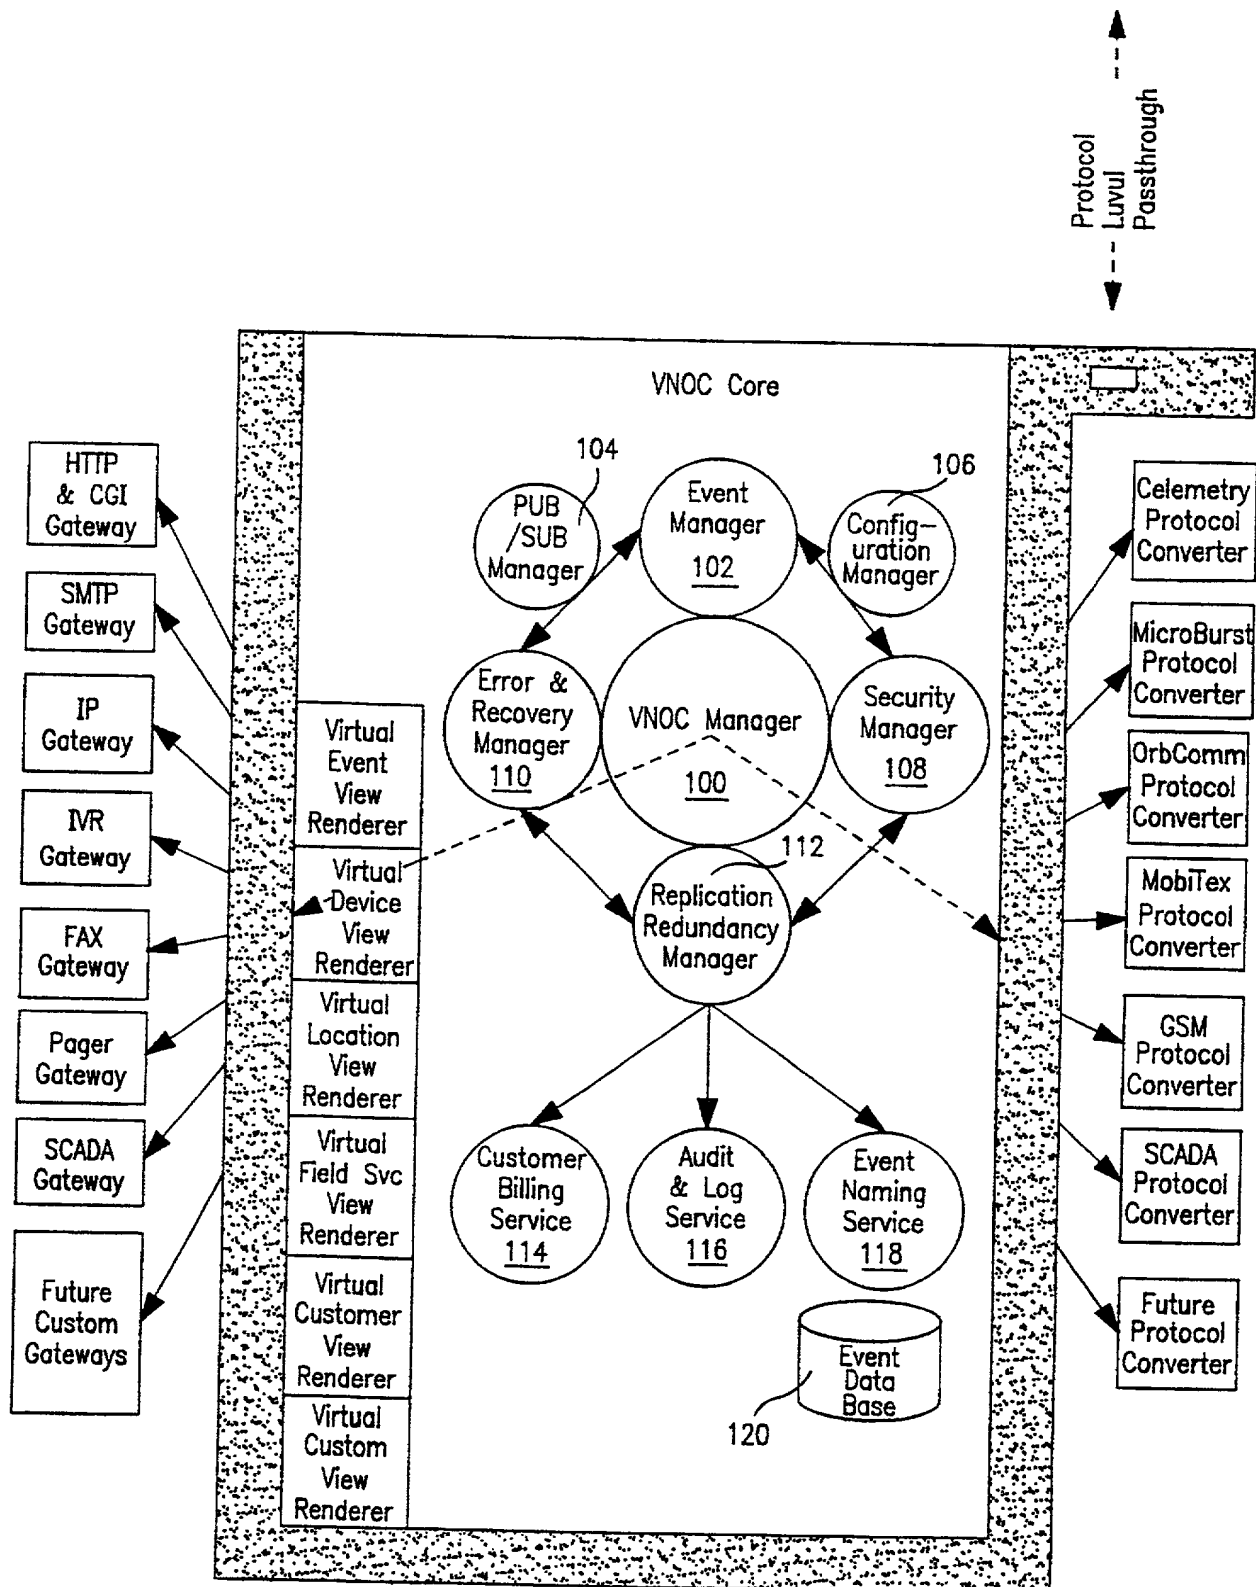 Protocol
Luvul
Passthrough
VNOC Core
HTTP
& CGI
Gateway
SMTP
Gateway
IP
Gateway
IVR
Gateway
FAX
Gateway
Pager
Gateway
SCADA
Gateway
Future
Custom
Gateways
Virtual
Event
View
Renderer
Virtual
Device
View
Renderer
Virtual
Location
View
Renderer
Virtual
Field Svc
View
Renderer
Virtual
Customer
View
Renderer
Virtual
Custom
View
Renderer
104
PUB
/SUB
Manager
Event
Manager
102
106
Config-
uration
Manager
Error &
Recovery
Manager
110
VNOC Manager
100
Security
Manager
108
112
Replication
Redundancy
Manager
Customer
Billing
Service
114
Audit
& Log
Service
116
Event
Naming
Service
118
Event
Data
Base
120
Celemetry
Protocol
Converter
MicroBurst
Protocol
Converter
OrbComm
Protocol
Converter
MobiTex
Protocol
Converter
GSM
Protocol
Converter
SCADA
Protocol
Converter
Future
Protocol
Converter